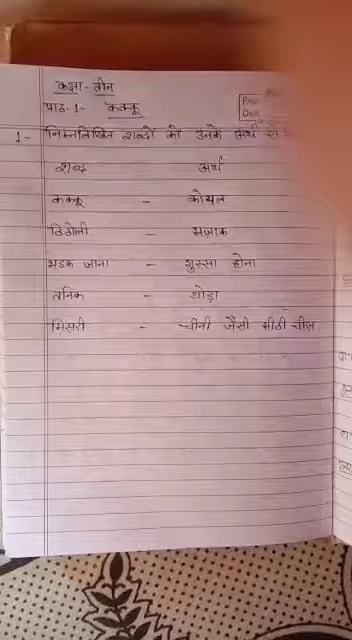 कक्षा - तीन
पाठ-1- कक्कू
1- निम्नलिखित शब्दों को उनके अर्थ से
शब्द अर्थ
कक्कू - कोयल
ठिठोली - मज़ाक
भड़क जाना - गुस्सा होना
तनिक - थोड़ा
मिसरी - चीनी जैसी मीठी चीज़